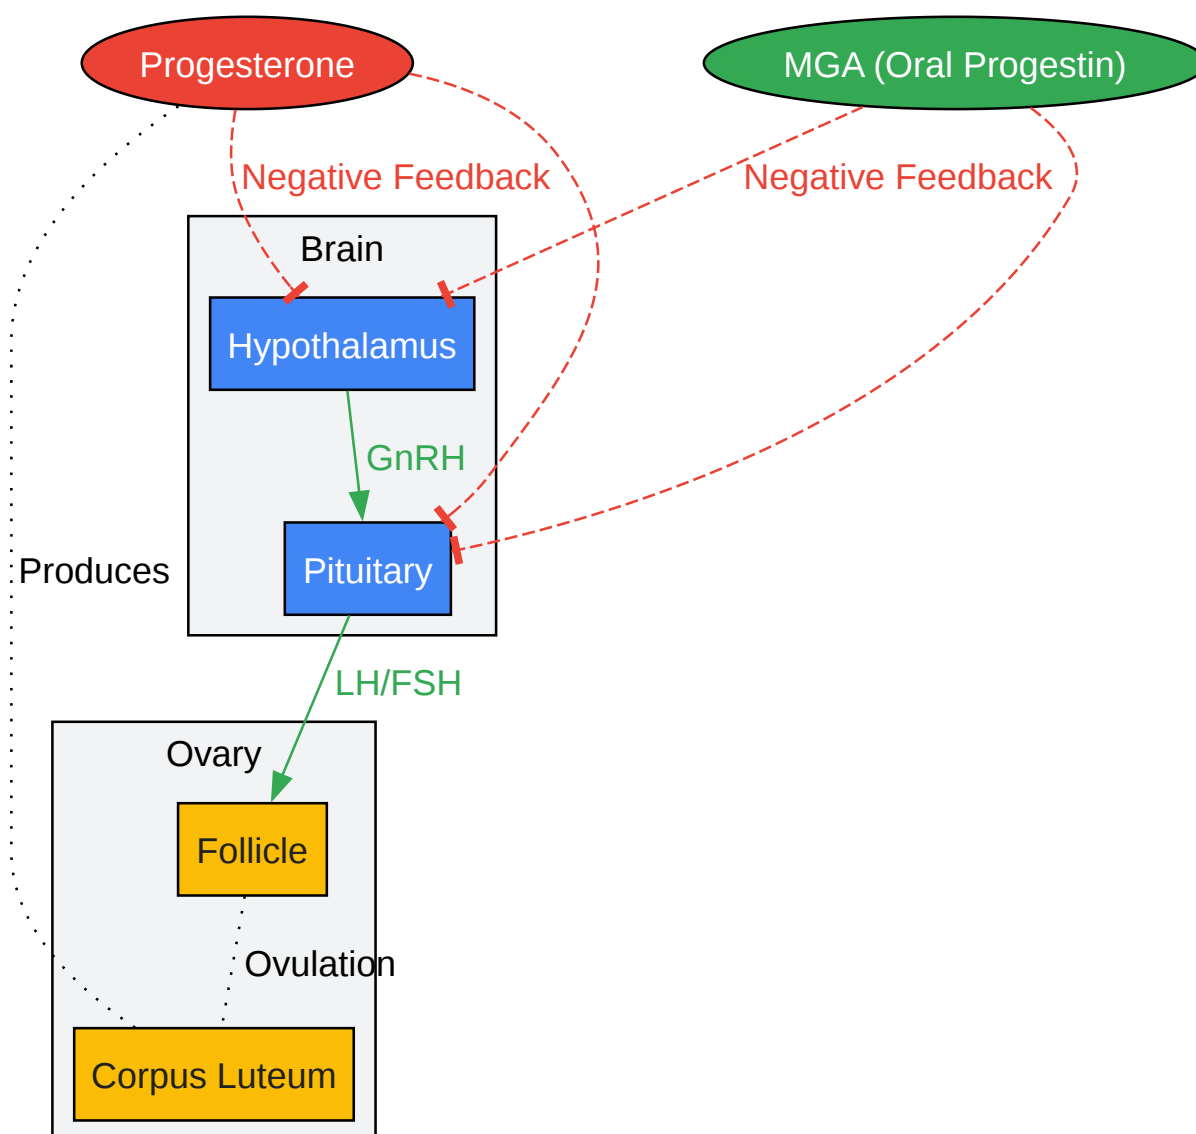 Progesterone
MGA (Oral Progestin)
Negative Feedback
Negative Feedback
Brain
Hypothalamus
GnRH
Pituitary
Produces
LH/FSH
Ovary
Follicle
Ovulation
Corpus Luteum